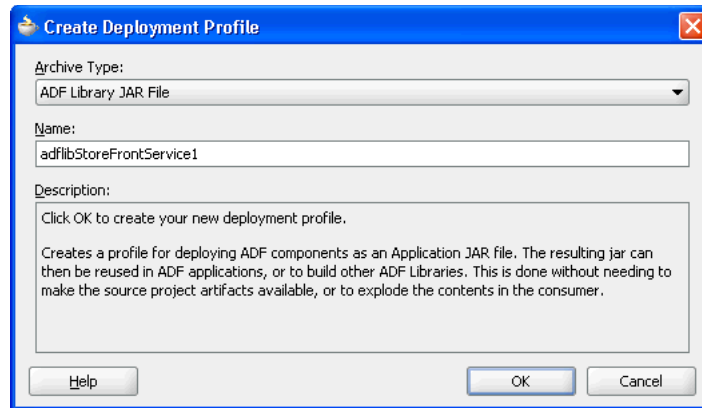 Create Deployment Profile
Archive Type:
ADF Library JAR File
Name:
adflibStoreFrontService1
Description:
Click OK to create your new deployment profile.
Creates a profile for deploying ADF components as an Application JAR file. The resulting jar can
then be reused in ADF applications, or to build other ADF Libraries. This is done without needing to
make the source project artifacts available, or to explode the contents in the consumer.
Help
OK
Cancel